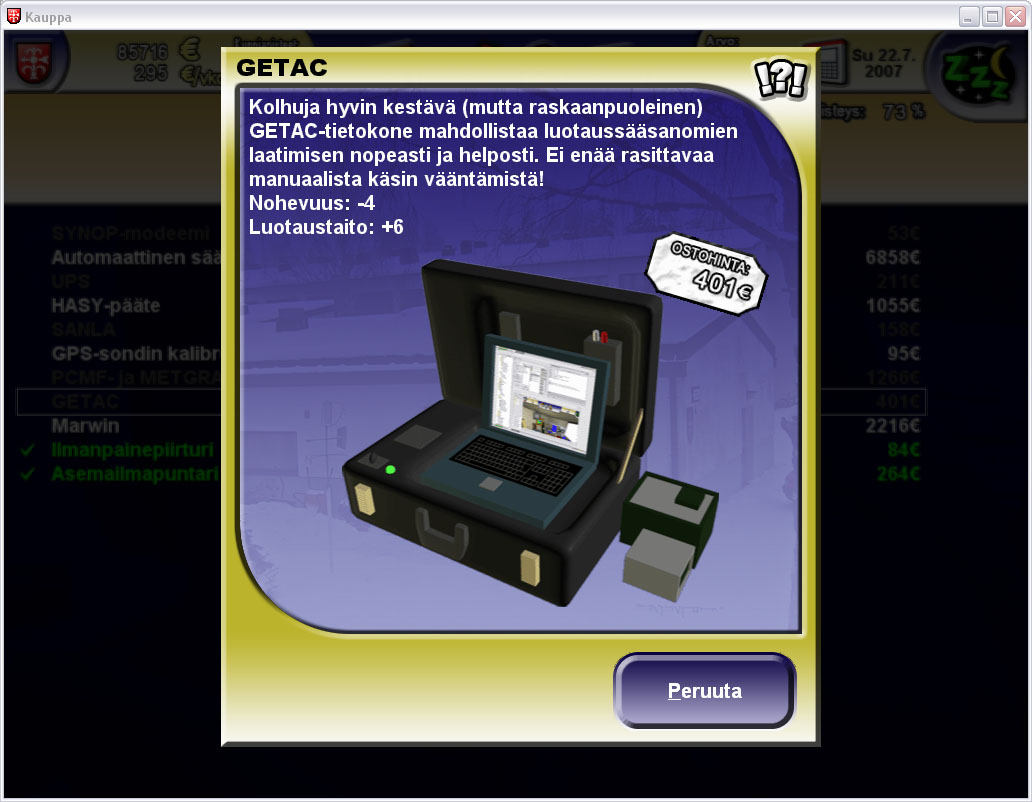 Kauppa
85716 €
295 €/vko
Arvo:
Su 22.7.
2007
73 %
GETAC
!?!
Kolhuja hyvin kestävä (mutta raskaanpuoleinen)
GETAC-tietokone mahdollistaa luotaussääsanomien
laatimisen nopeasti ja helposti. Ei enää rasittavaa
manuaalista käsin vääntämistä!
Nohevuus: -4
Luotaustaito: +6
OSTOHINTA:
401€
SYNOP-modeemi 53€
Automaattinen sää 6858€
UPS 211€
HASY-pääte 1055€
SANLA 158€
GPS-sondin kalibr 95€
PCMF- ja METGRA 1266€
GETAC 401€
Marwin 2216€
Ilmanpainepiirturi 84€
Asemailmapuntari 264€
Peruuta